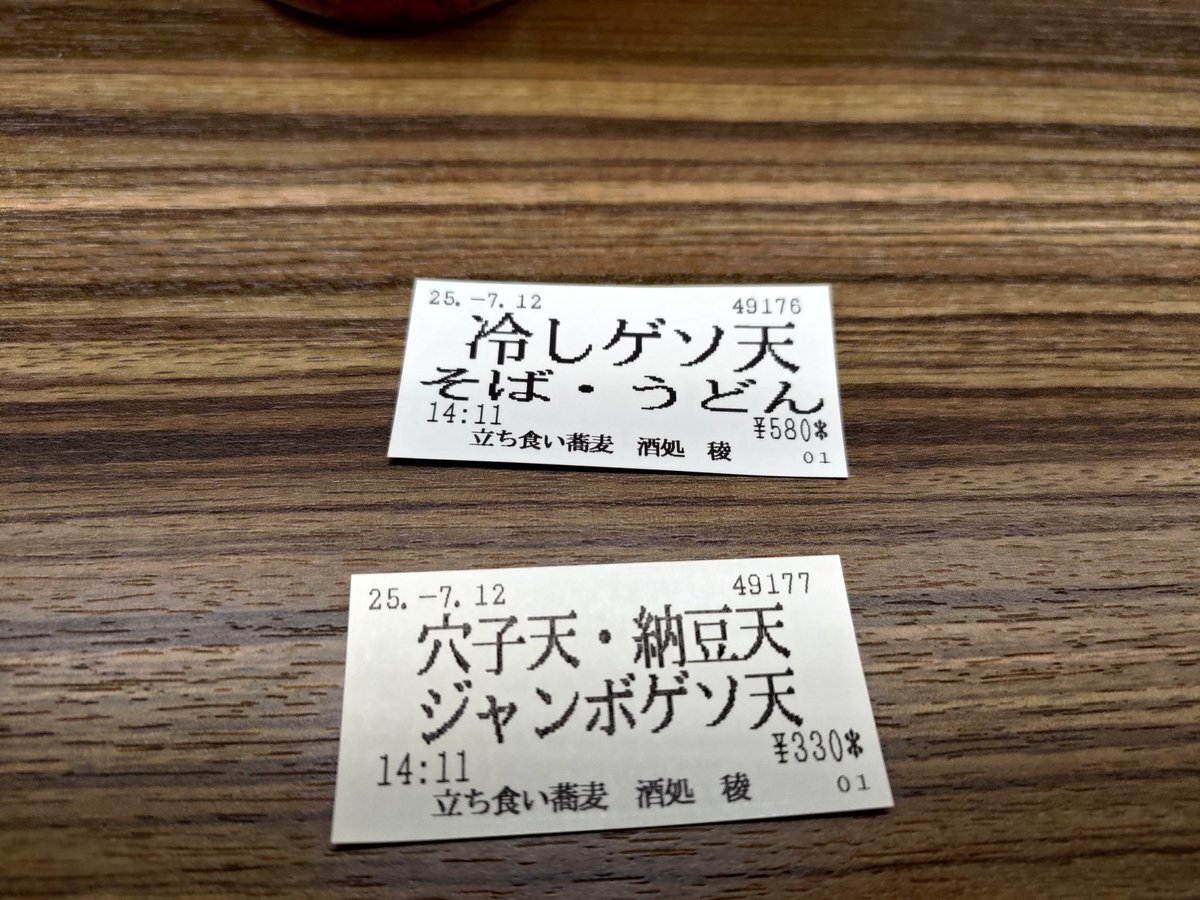 25.-7.12 49176
冷しゲソ天
そば・うどん
14:11 ¥580*
立ち食い蕎麦 酒処 稜
01
25.-7.12 49177
穴子天・納豆天
ジャンボゲソ天
14:11 ¥330*
立ち食い蕎麦 酒処 稜
01